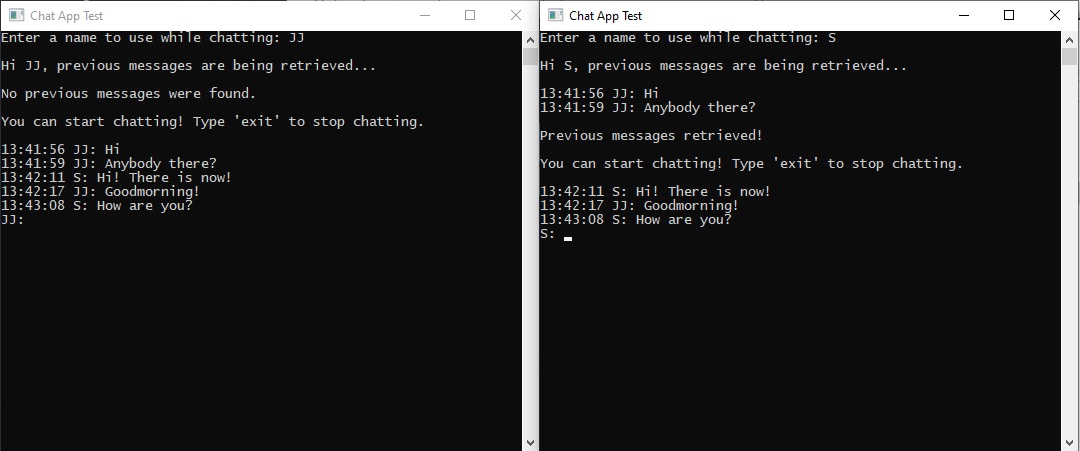 Chat App Test
Enter a name to use while chatting: JJ
Hi JJ, previous messages are being retrieved...
No previous messages were found.
You can start chatting! Type 'exit' to stop chatting.
13:41:56 JJ: Hi
13:41:59 JJ: Anybody there?
13:42:11 S: Hi! There is now!
13:42:17 JJ: Goodmorning!
13:43:08 S: How are you?
JJ:
Chat App Test
Enter a name to use while chatting: S
Hi S, previous messages are being retrieved...
13:41:56 JJ: Hi
13:41:59 JJ: Anybody there?
Previous messages retrieved!
You can start chatting! Type 'exit' to stop chatting.
13:42:11 S: Hi! There is now!
13:42:17 JJ: Goodmorning!
13:43:08 S: How are you?
S: